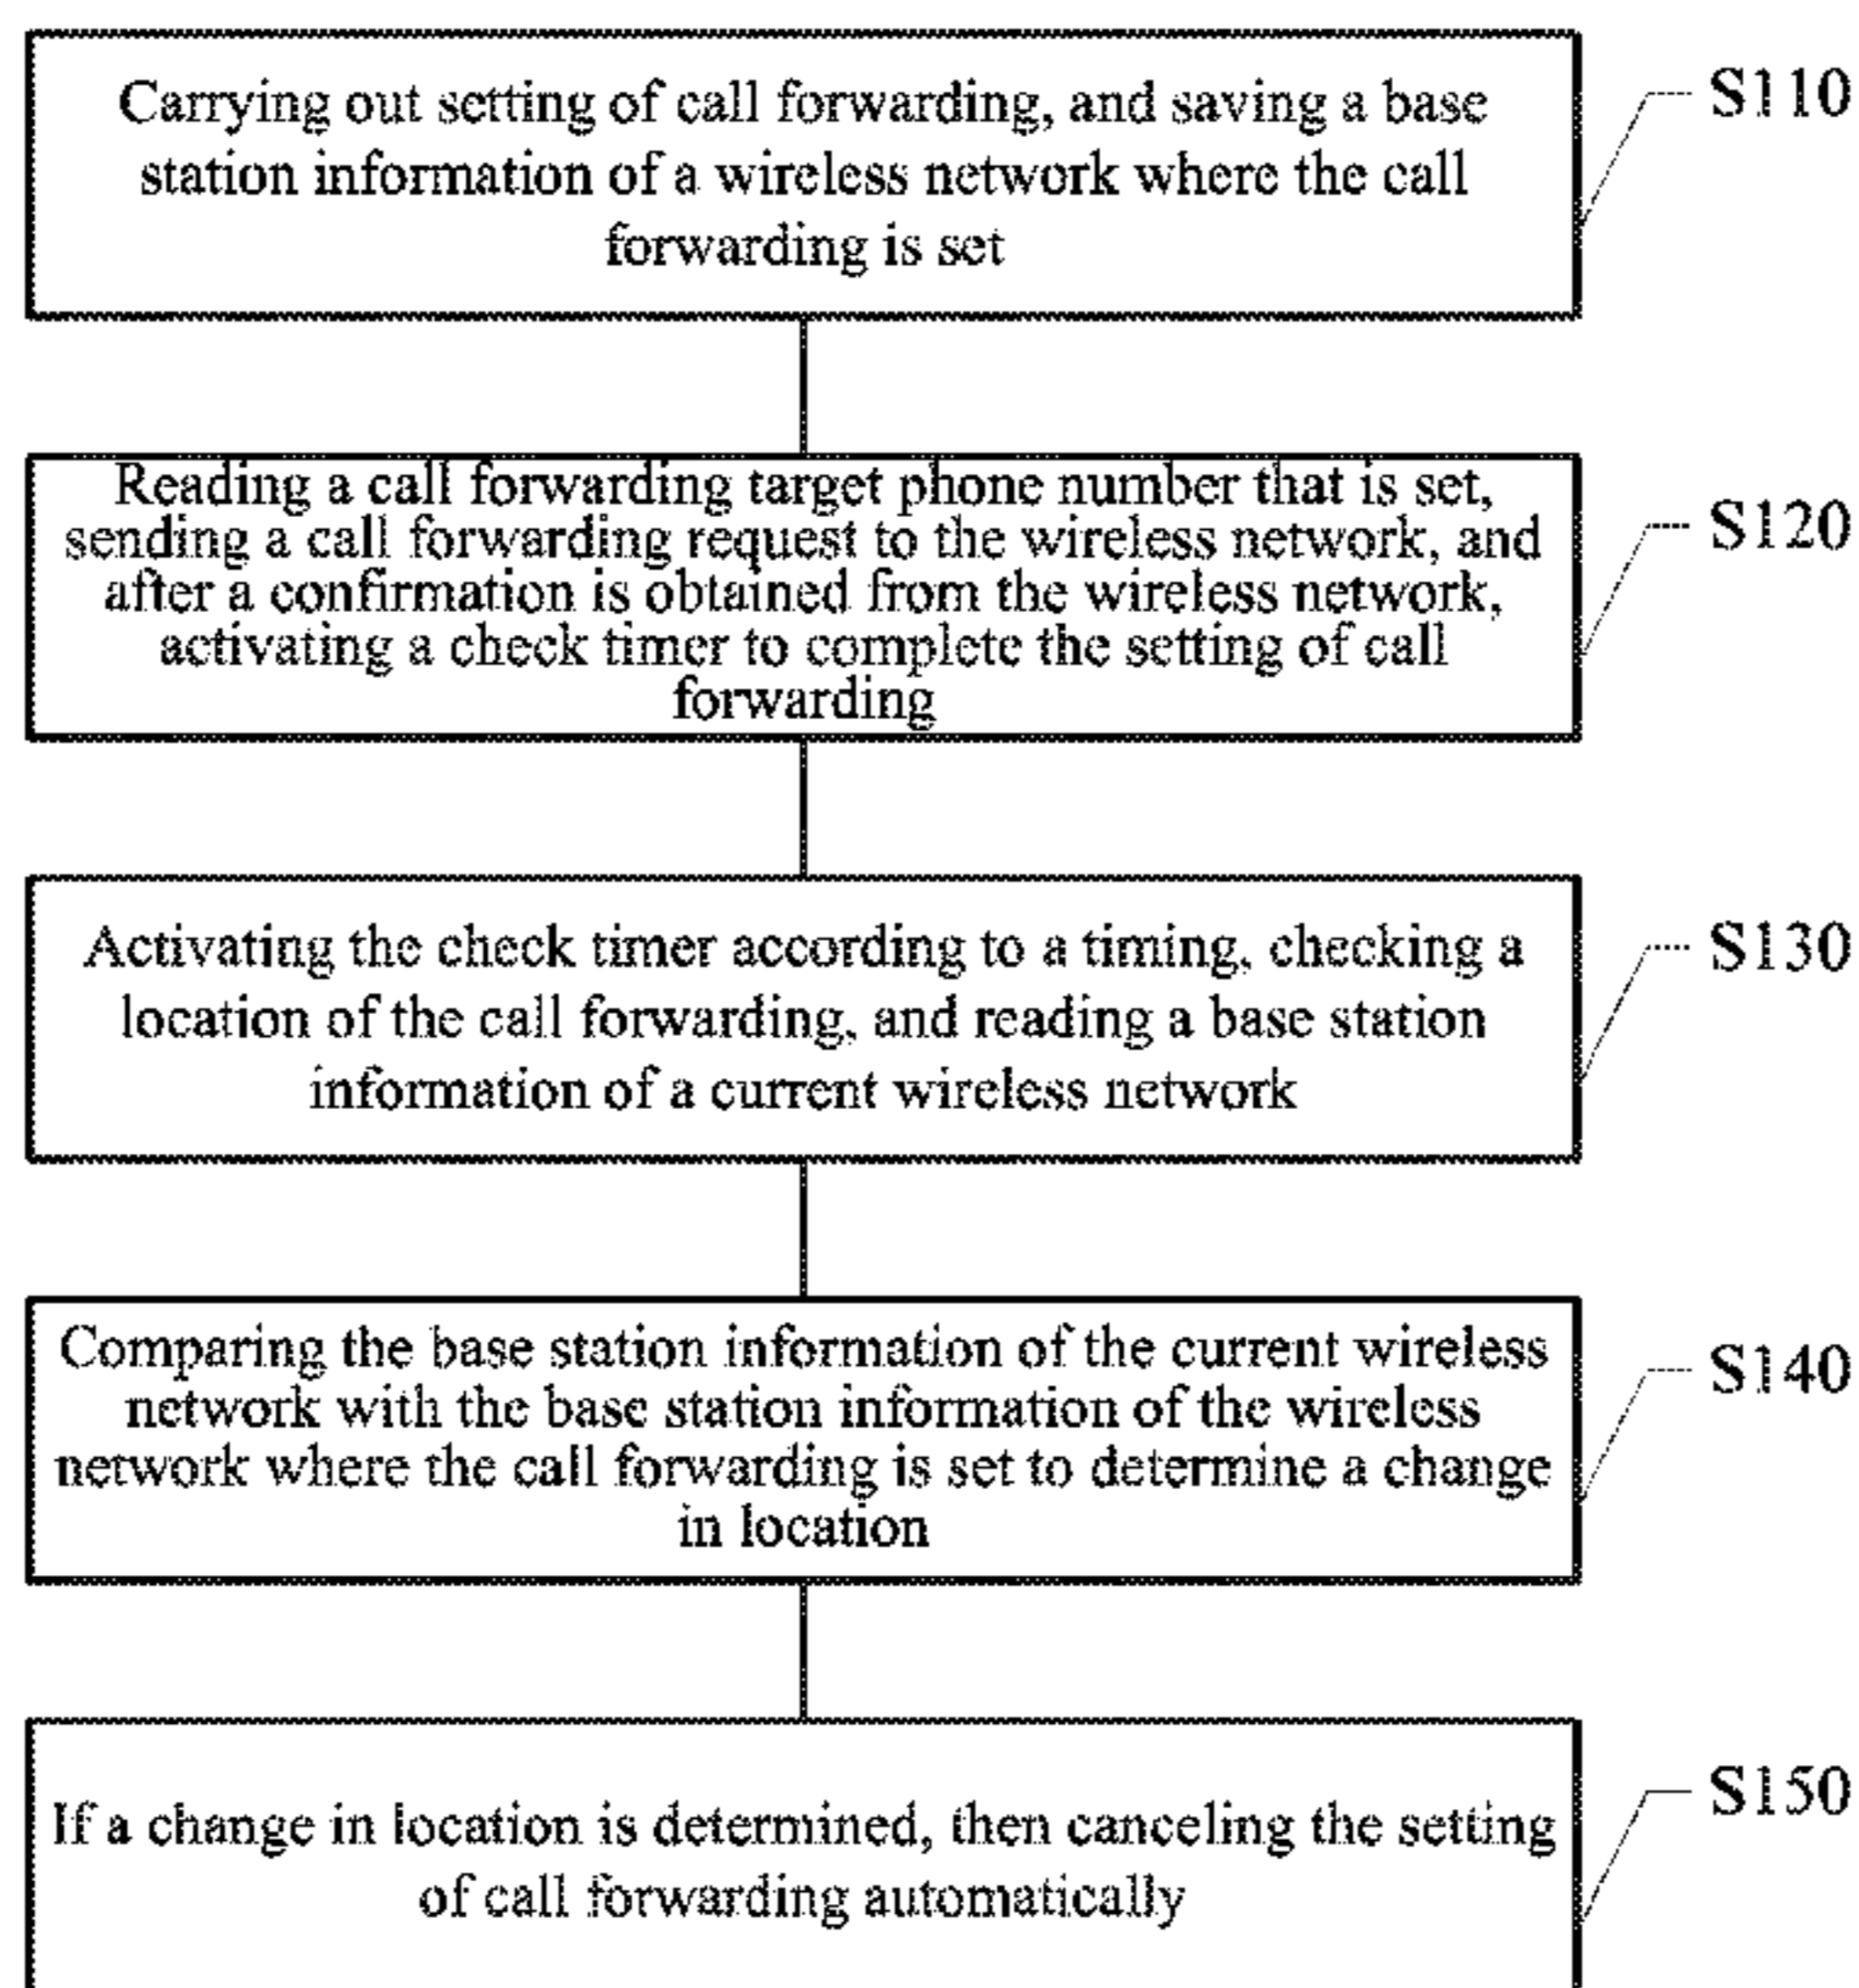 Carrying out setting of call forwarding, and saving a base
station information of a wireless network where the call
forwarding is set
S110
Reading a call forwarding target phone number that is set,
sending a call forwarding request to the wireless network, and
after a confirmation is obtained from the wireless network,
activating a check timer to complete the setting of call
forwarding
S120
Activating the check timer according to a timing, checking a
location of the call forwarding, and reading a base station
information of a current wireless network
S130
Comparing the base station information of the current wireless
network with the base station information of the wireless
network where the call forwarding is set to determine a change
in location
S140
If a change in location is determined, then canceling the setting
of call forwarding automatically
S150